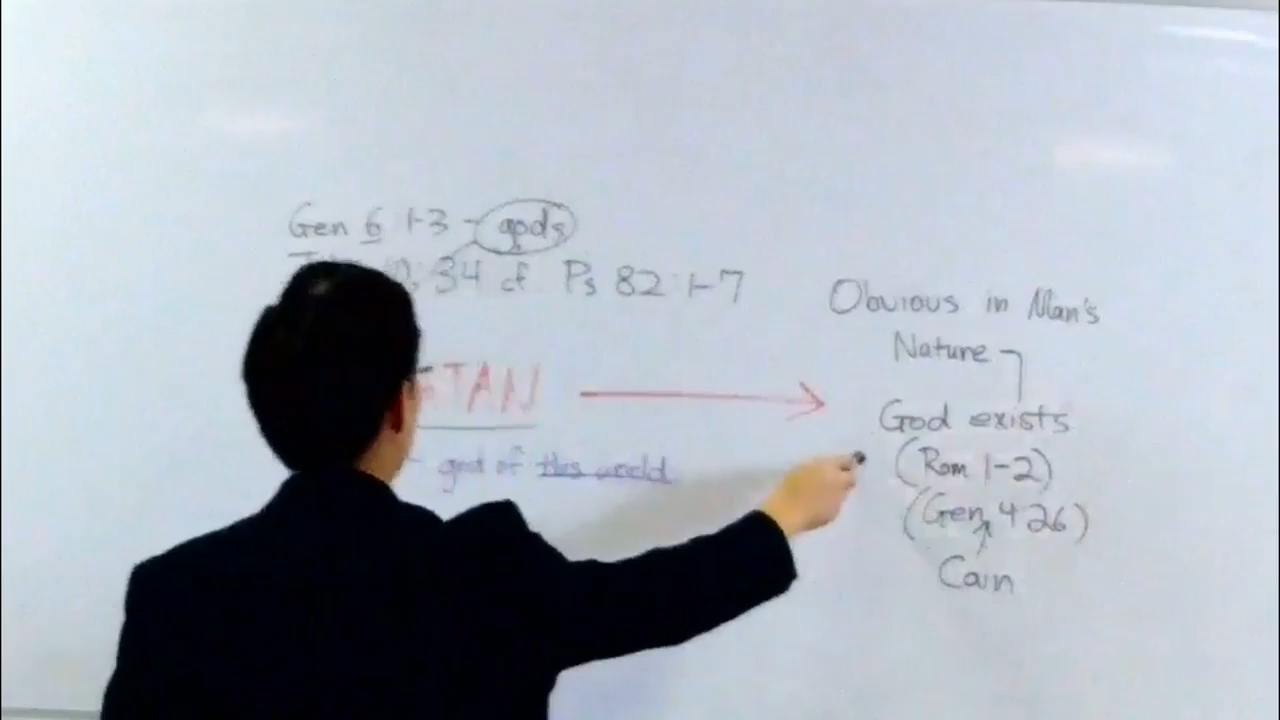 Gen 6 1-3 - gods
:34 cf. Ps 82:1-7
TAN
- god of this world
Obvious in Man's
Nature
God exists
(Rom 1-2)
(Gen 4:26)
Cain